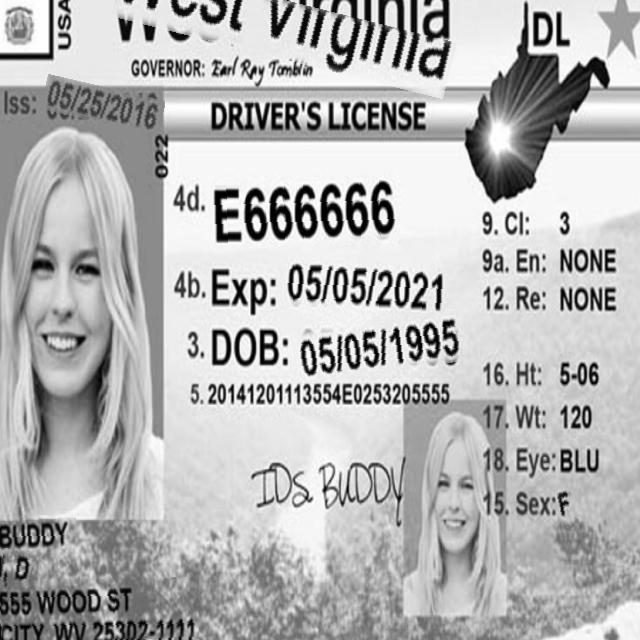 USA
West Virginia
DL
GOVERNOR: Earl Ray Tomblin
Iss: 05/25/2016
DRIVER'S LICENSE
022
4d. E666666
9. Cl: 3
9a. En: NONE
4b. Exp: 05/05/2021
12. Re: NONE
3. DOB: 05/05/1995
16. Ht: 5-06
5. 20141201113554E0253205555
17. Wt: 120
18. Eye: BLU
IDs BUDDY
15. Sex: F
BUDDY
, D
555 WOOD ST
CITY, WV 25302-1111